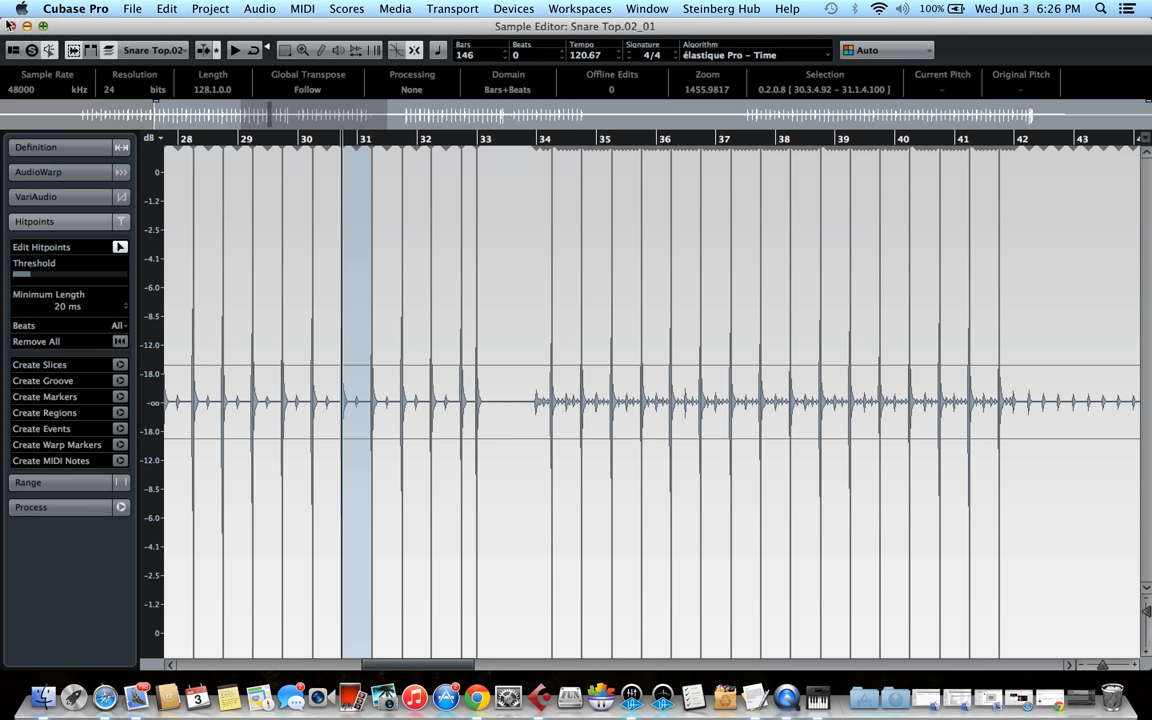 Cubase Pro File Edit Project Audio MIDI Scores Media Transport Devices Workspaces Window Steinberg Hub Help 100% Wed Jun 3 6:26 PM
Sample Editor: Snare Top.02_01
S Snare Top.02- Bars 146 Beats 0 Tempo 120.67 Signature 4/4 Algorithm élastique Pro - Time Auto
Sample Rate Resolution Length Global Transpose Processing Domain Offline Edits Zoom Selection Current Pitch Original Pitch
48000 kHz 24 bits 128.1.0.0 Follow None Bars+Beats 0 1455.9817 0.2.0.8 [ 30.3.4.92 - 31.1.4.100 ] - -
dB 28 29 30 31 32 33 34 35 36 37 38 39 40 41 42 43
Definition
AudioWarp
VariAudio
Hitpoints
Edit Hitpoints
Threshold
Minimum Length
20 ms
Beats All
Remove All
Create Slices
Create Groove
Create Markers
Create Regions
Create Events
Create Warp Markers
Create MIDI Notes
Range
Process
0
-1.2
-2.5
-4.1
-6.0
-8.5
-12.0
-18.0
-oo
-18.0
-12.0
-8.5
-6.0
-4.1
-2.5
-1.2
0
3